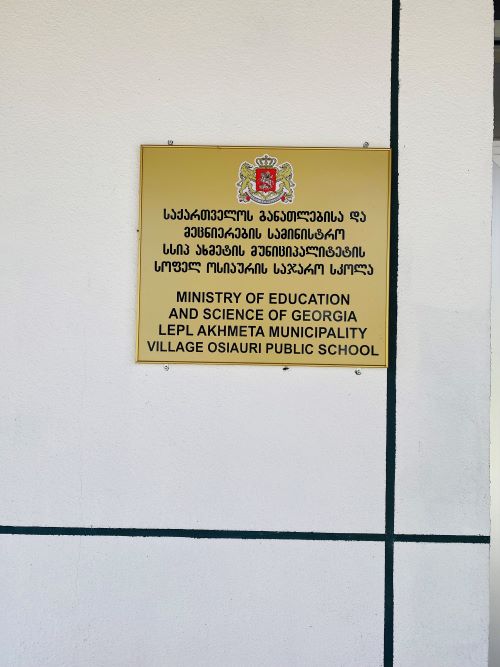 საქართველოს განათლებისა და
მეცნიერების სამინისტრო
სსიპ ახმეტის მუნიციპალიტეტის
სოფელ ოსიაურის საჯარო სკოლა
MINISTRY OF EDUCATION
AND SCIENCE OF GEORGIA
LEPL AKHMETA MUNICIPALITY
VILLAGE OSIAURI PUBLIC SCHOOL